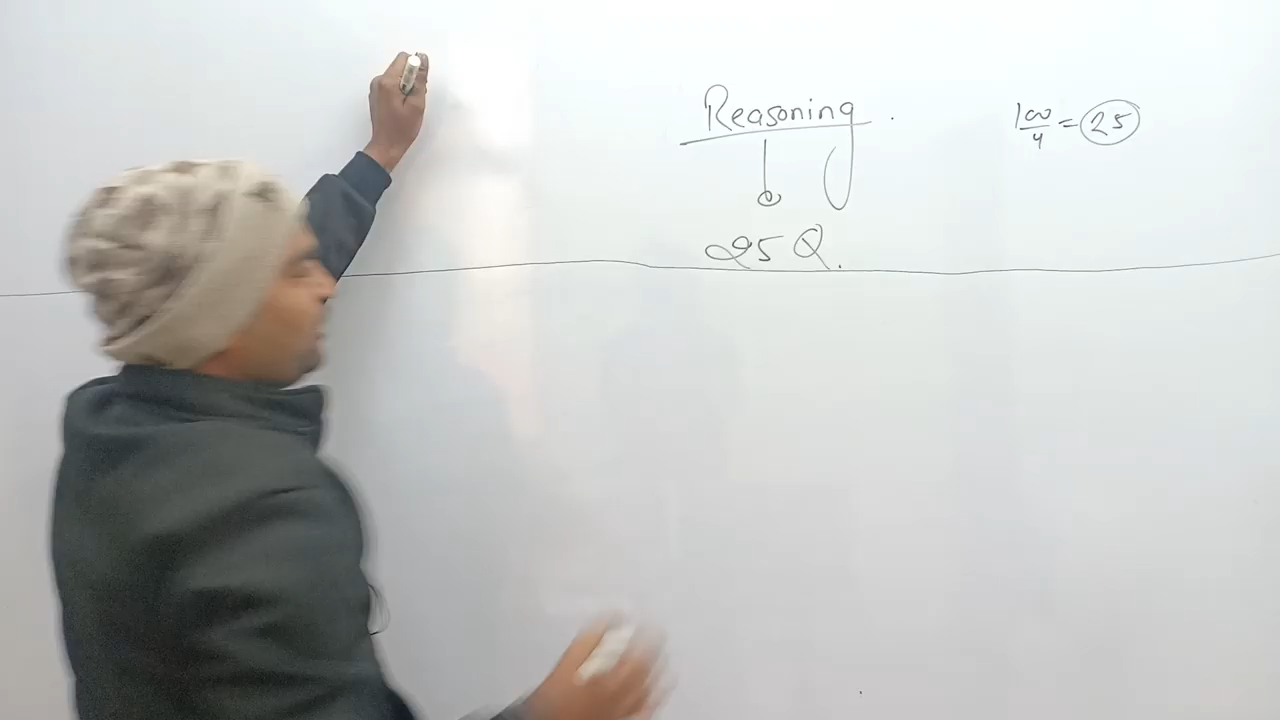 Reasoning .
25 Q.
100/4 = 25